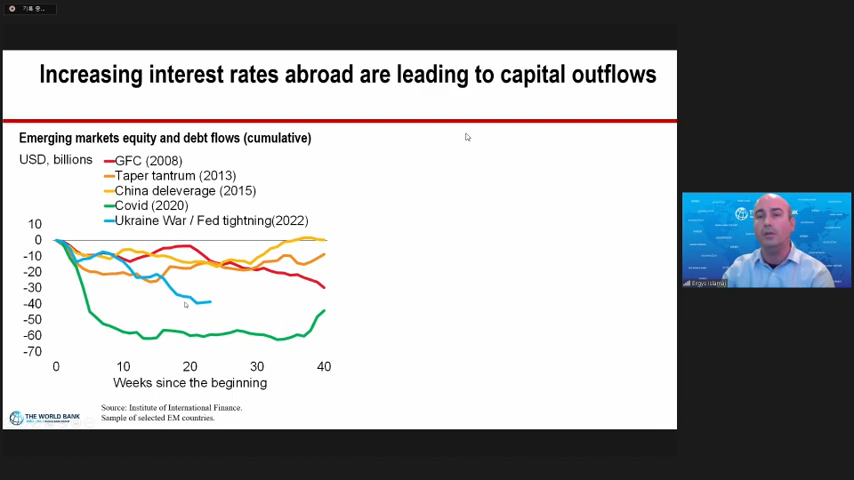 기록 중..
Increasing interest rates abroad are leading to capital outflows
Emerging markets equity and debt flows (cumulative)
USD, billions
GFC (2008)
Taper tantrum (2013)
China deleverage (2015)
Covid (2020)
Ukraine War / Fed tightning(2022)
10
0
-10
-20
-30
-40
-50
-60
-70
0 10 20 30 40
Weeks since the beginning
Source: Institute of International Finance.
Sample of selected EM countries.
THE WORLD BANK
Ergys Islamaj